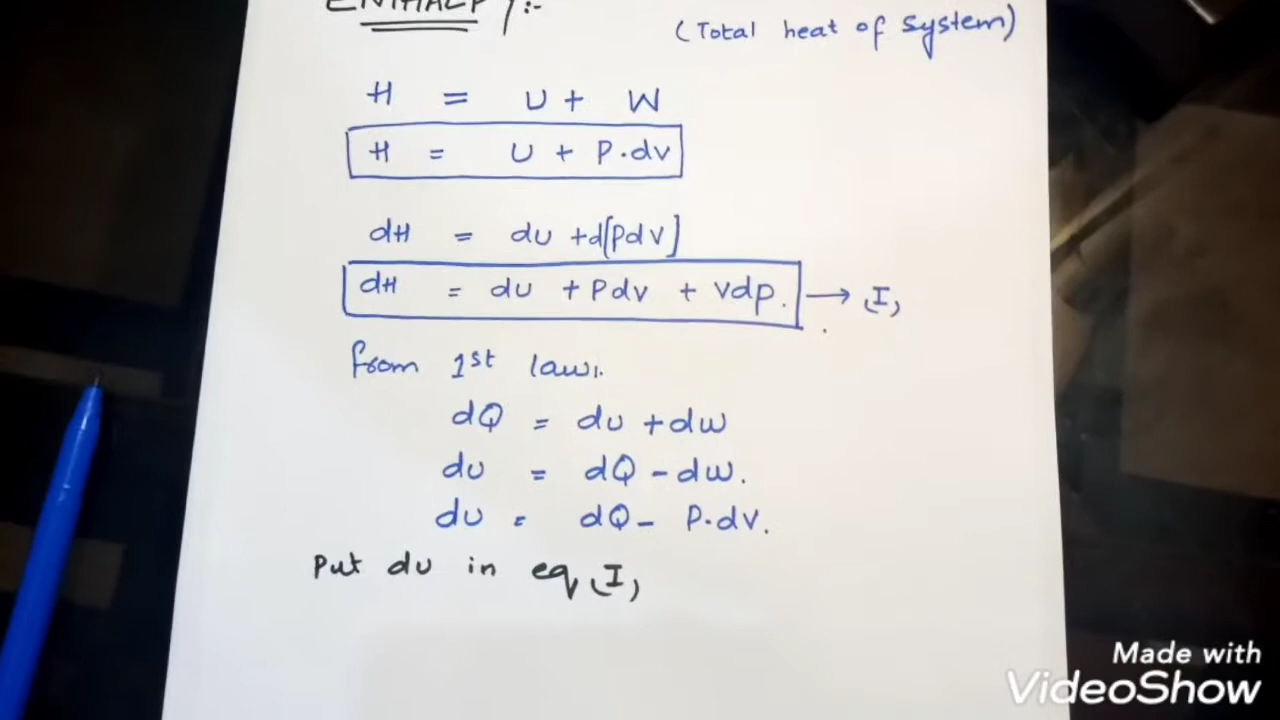 ENTHALPY:-
(Total heat of system)
H = U + W
H = U + P.dv
dH = du + d[Pdv]
dH = du + Pdv + vdp. → (I)
from 1st law.
dQ = du + dw
du = dQ - dw.
du = dQ - P.dv.
Put du in eq (I)
Made with
VideoShow